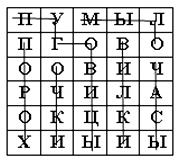 П У М Ы Л
П Г О В О
О О В И Ч
Р Ч И Л А
О К Ц К С
Х И Ы И Ы